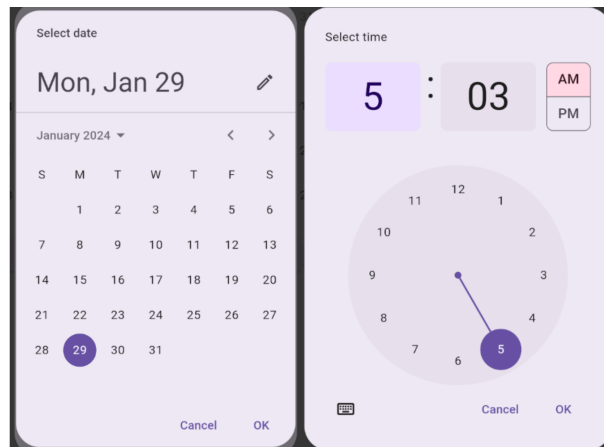 Select date
Mon, Jan 29
January 2024
S M T W T F S
1 2 3 4 5 6
7 8 9 10 11 12 13
14 15 16 17 18 19 20
21 22 23 24 25 26 27
28 29 30 31
Cancel OK
Select time
5 : 03
AM
PM
12
11 1
10 2
9 3
8 4
7 5
6
Cancel OK